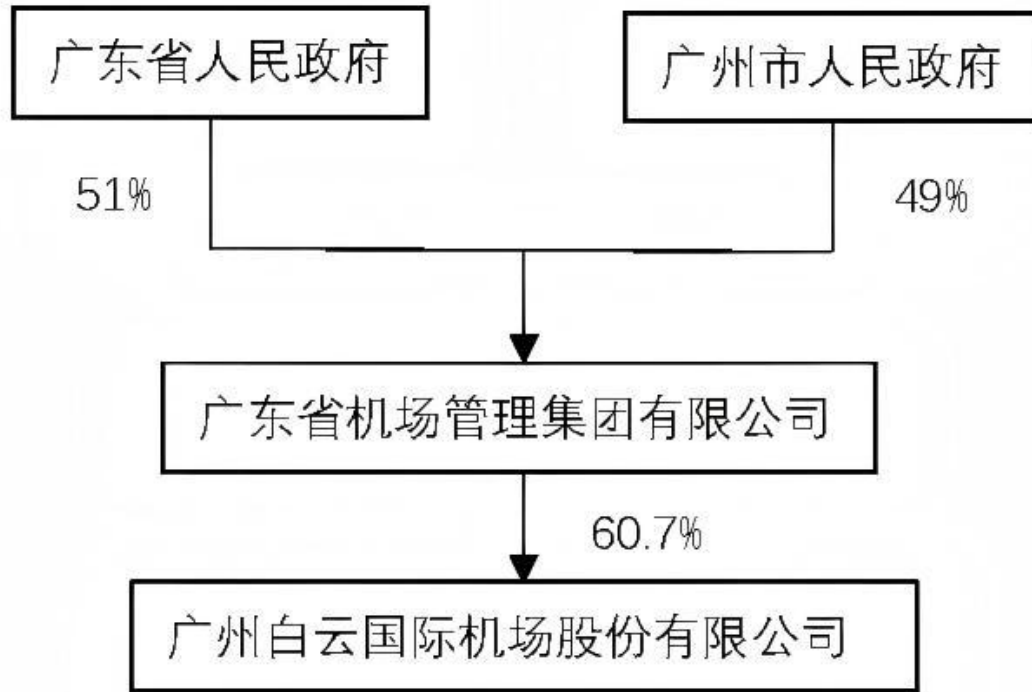 广东省人民政府
广州市人民政府
51%
49%
广东省机场管理集团有限公司
60.7%
广州白云国际机场股份有限公司